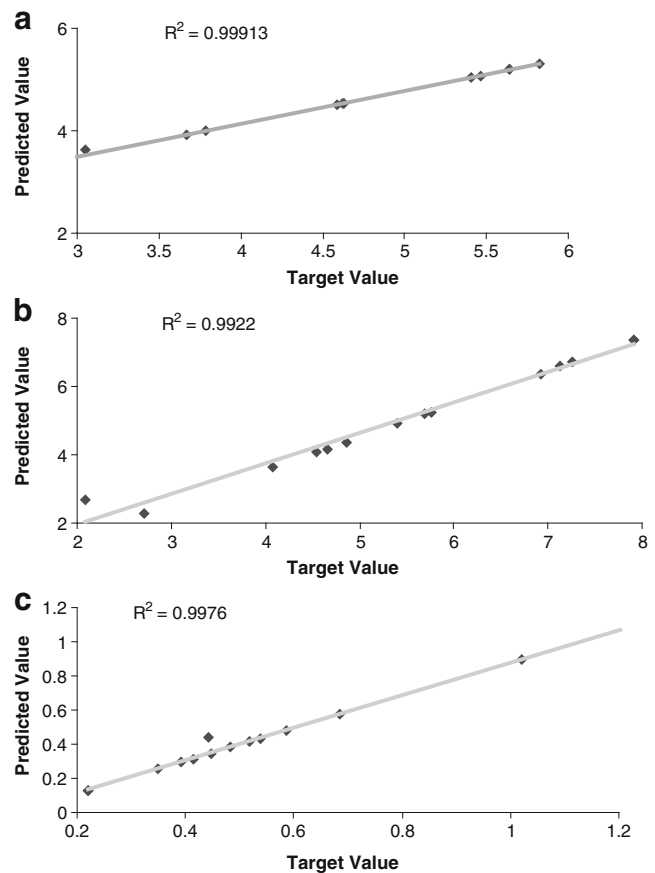 a
R² = 0.99913
6
4
2
Predicted Value
3 3.5 4 4.5 5 5.5 6
Target Value
b
R² = 0.9922
8
6
4
2
Predicted Value
2 3 4 5 6 7 8
Target Value
c
R² = 0.9976
1.2
1
0.8
0.6
0.4
0.2
0
Predicted Value
0.2 0.4 0.6 0.8 1 1.2
Target Value